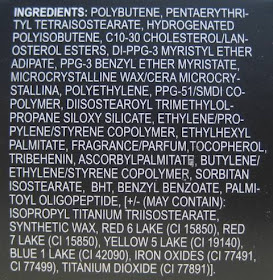 INGREDIENTS: POLYBUTENE, PENTAERYTHRI-
TYL TETRAISOSTEARATE, HYDROGENATED
POLYISOBUTENE, C10-30 CHOLESTEROL/LAN-
OSTEROL ESTERS, DI-PPG-3 MYRISTYL ETHER
ADIPATE, PPG-3 BENZYL ETHER MYRISTATE,
MICROCRYSTALLINE WAX/CERA MICROCRY-
STALLINA, POLYETHYLENE, PPG-51/SMDI CO-
POLYMER, DIISOSTEAROYL TRIMETHYLOL-
PROPANE SILOXY SILICATE, ETHYLENE/PRO-
PYLENE/STYRENE COPOLYMER, ETHYLHEXYL
PALMITATE, FRAGRANCE/PARFUM, TOCOPHEROL,
TRIBEHENIN, ASCORBYLPALMITATE, BUTYLENE/
ETHYLENE/STYRENE COPOLYMER, SORBITAN
ISOSTEARATE, BHT, BENZYL BENZOATE, PALMI-
TOYL OLIGOPEPTIDE, [+/- (MAY CONTAIN):
ISOPROPYL TITANIUM TRIISOSTEARATE,
SYNTHETIC WAX, RED 6 LAKE (CI 15850), RED
7 LAKE (CI 15850), YELLOW 5 LAKE (CI 19140),
BLUE 1 LAKE (CI 42090), IRON OXIDES (CI 77491,
CI 77499), TITANIUM DIOXIDE (CI 77891)].